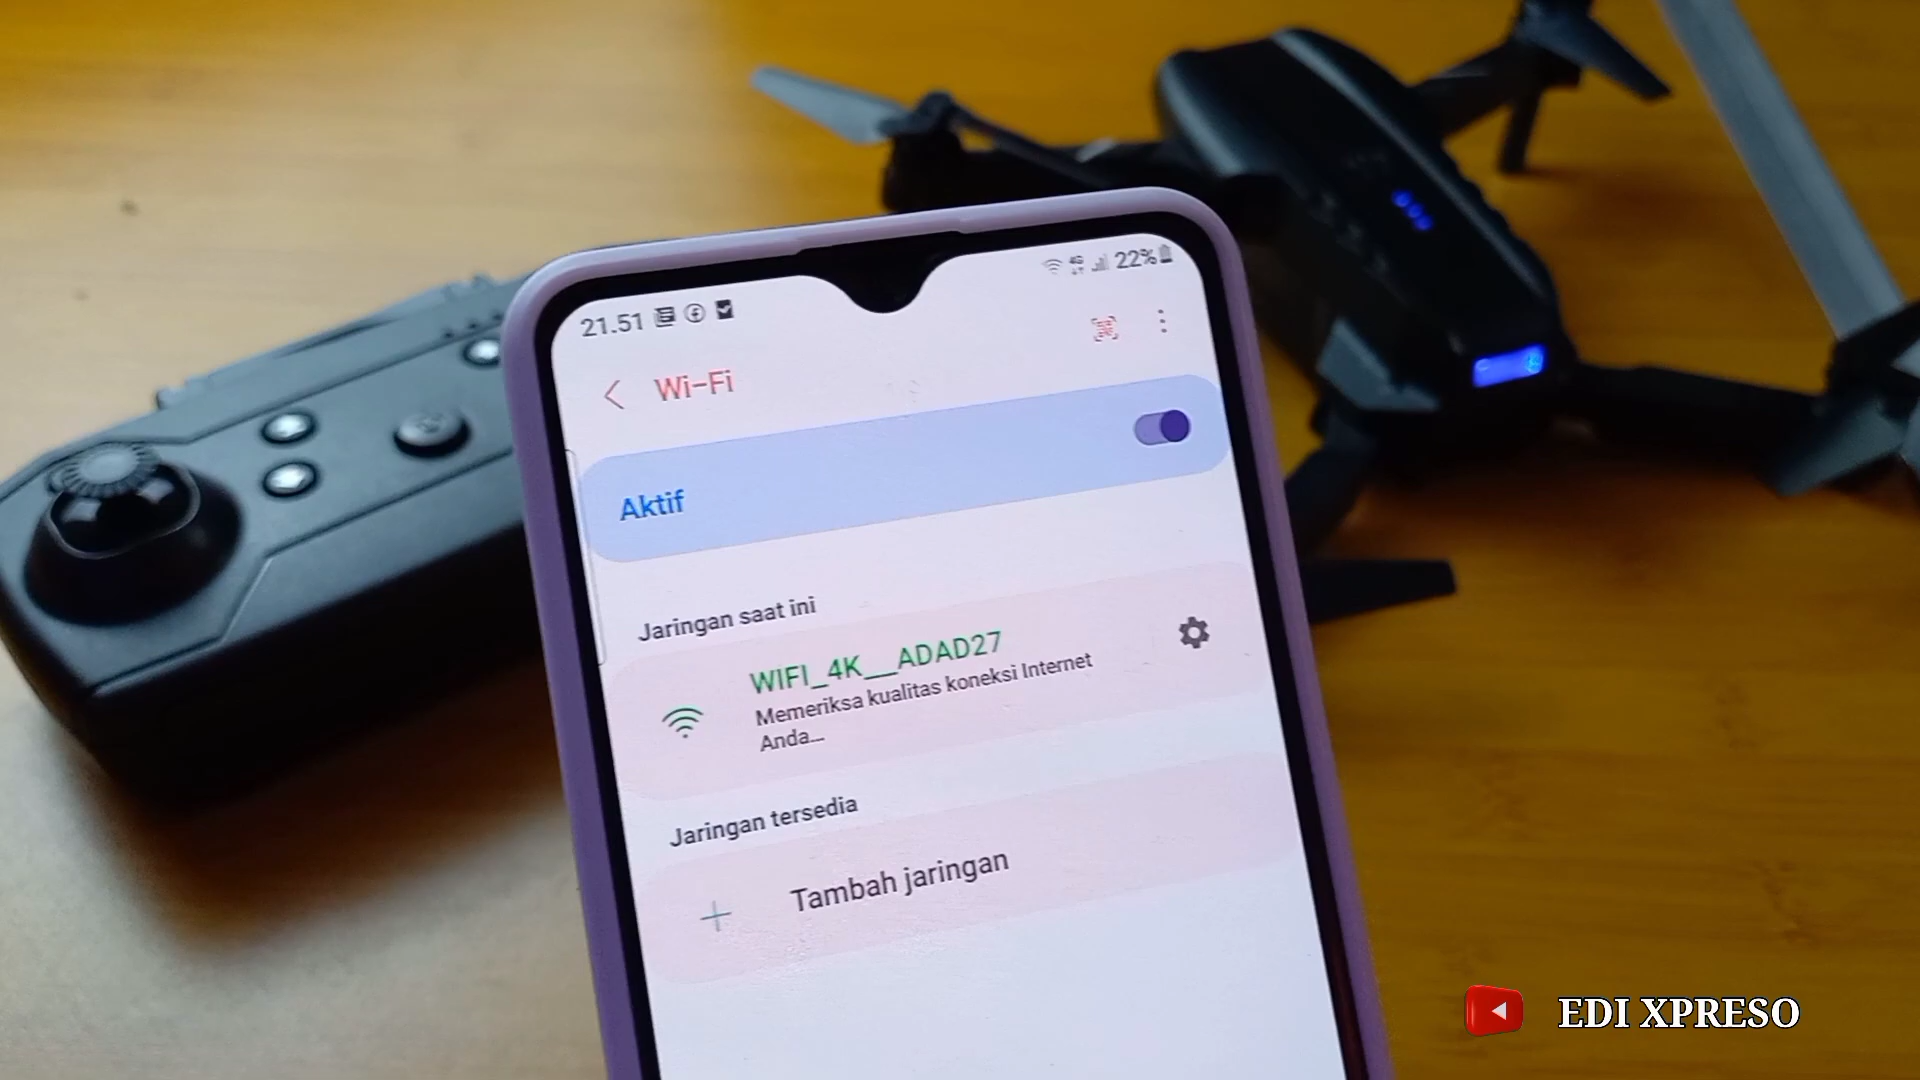 21.51
4G
22%
Wi-Fi
Aktif
Jaringan saat ini
WIFI_4K__ADAD27
Memeriksa kualitas koneksi Internet
Anda...
Jaringan tersedia
Tambah jaringan
EDI XPRESO